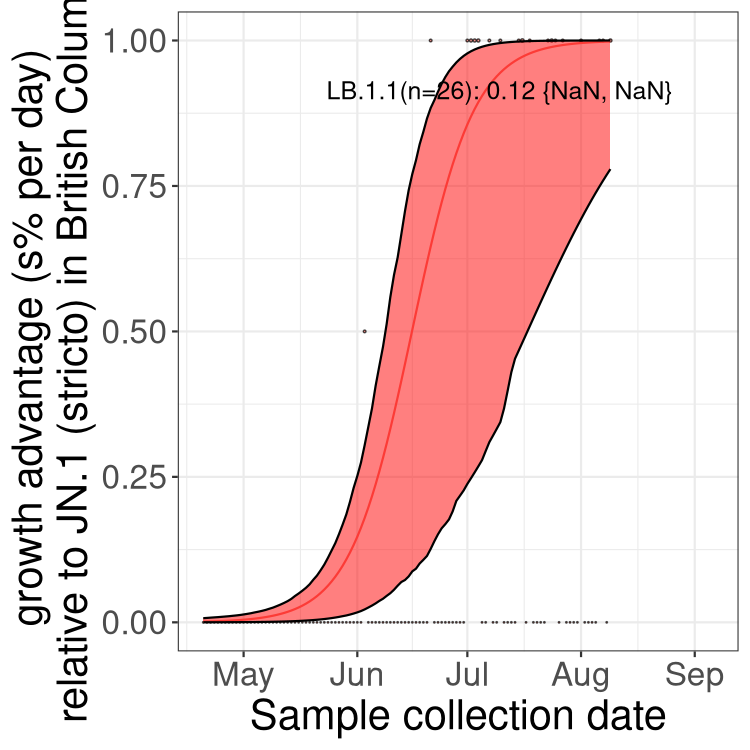 growth advantage (s% per day)
relative to JN.1 (stricto) in British Colum
1.00
0.75
0.50
0.25
0.00
LB.1.1(n=26): 0.12 {NaN, NaN}
May Jun Jul Aug Sep
Sample collection date